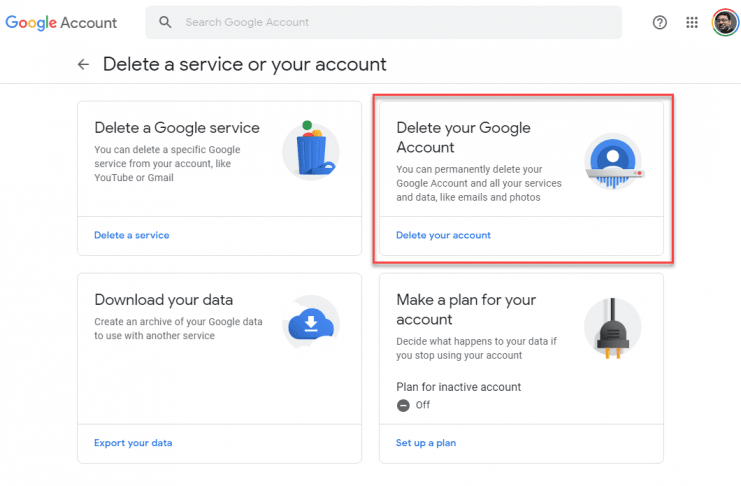 Google Account
Search Google Account
Delete a service or your account
Delete a Google service
You can delete a specific Google
service from your account, like
YouTube or Gmail
Delete a service
Delete your Google
Account
You can permanently delete your
Google Account and all your services
and data, like emails and photos
Delete your account
Download your data
Create an archive of your Google data
to use with another service
Export your data
Make a plan for your
account
Decide what happens to your data if
you stop using your account
Plan for inactive account
Off
Set up a plan